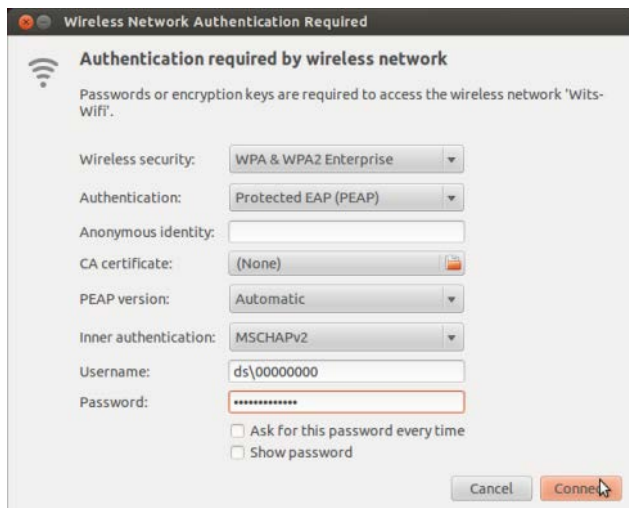 Wireless Network Authentication Required
Authentication required by wireless network
Passwords or encryption keys are required to access the wireless network 'Wits-
Wifi'.
Wireless security: WPA & WPA2 Enterprise
Authentication: Protected EAP (PEAP)
Anonymous identity:
CA certificate: (None)
PEAP version: Automatic
Inner authentication: MSCHAPv2
Username: ds\00000000
Password: •••••••••••••
Ask for this password every time
Show password
Cancel Connect